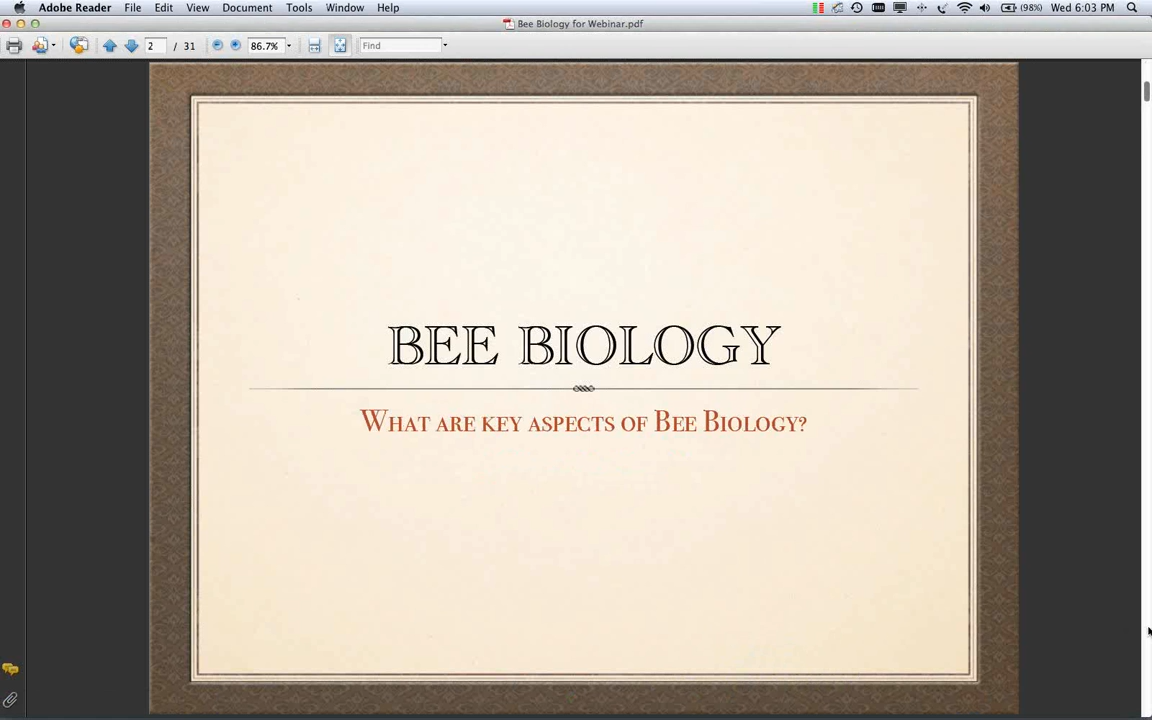 Adobe Reader File Edit View Document Tools Window Help (98%) Wed 6:03 PM
Bee Biology for Webinar.pdf
2 / 31 86.7% Find
BEE BIOLOGY
What are key aspects of Bee Biology?